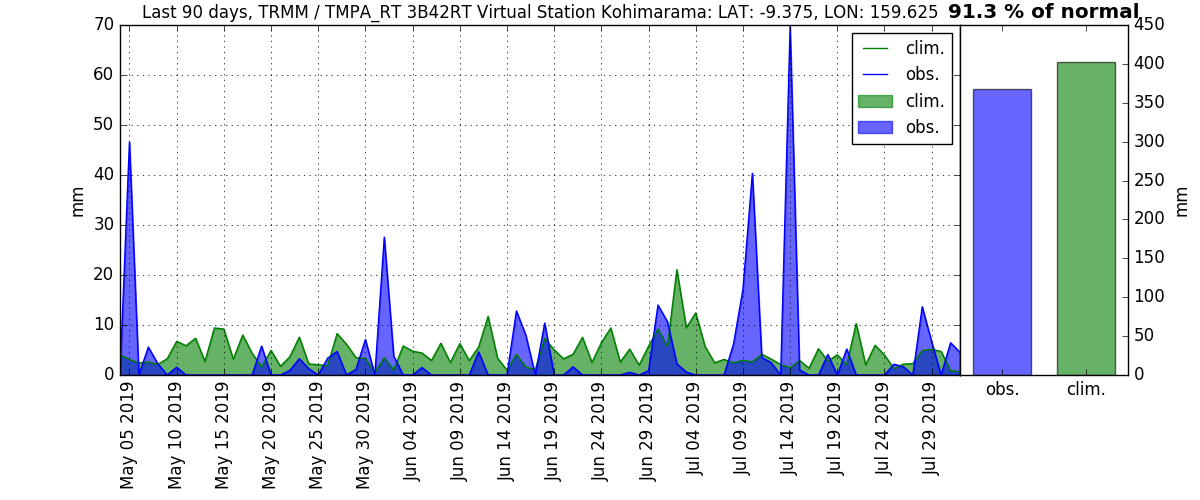 Last 90 days, TRMM / TMPA_RT 3B42RT Virtual Station Kohimarama: LAT: -9.375, LON: 159.625 91.3 % of normal
70
60
50
40
30
20
10
0
mm
clim.
obs.
clim.
obs.
May 05 2019
May 10 2019
May 15 2019
May 20 2019
May 25 2019
May 30 2019
Jun 04 2019
Jun 09 2019
Jun 14 2019
Jun 19 2019
Jun 24 2019
Jun 29 2019
Jul 04 2019
Jul 09 2019
Jul 14 2019
Jul 19 2019
Jul 24 2019
Jul 29 2019
450
400
350
300
250
200
150
100
50
0
mm
obs. clim.